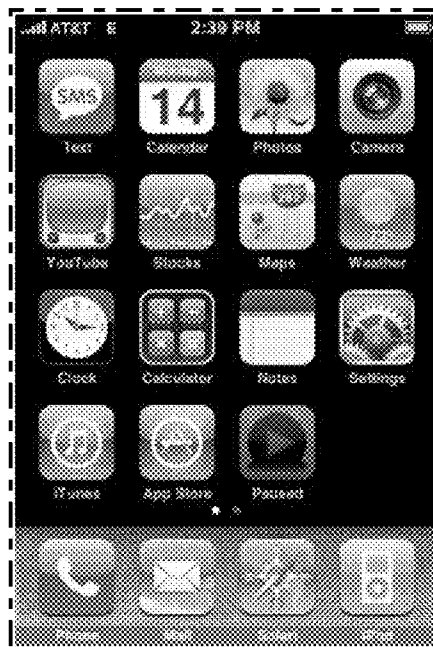 AT&T E 2:39 PM
SMS 14
Text Calendar Photos Camera
YouTube Stocks Maps Weather
Clock Calculator Notes Settings
iTunes App Store Paused
Phone Mail Safari iPod